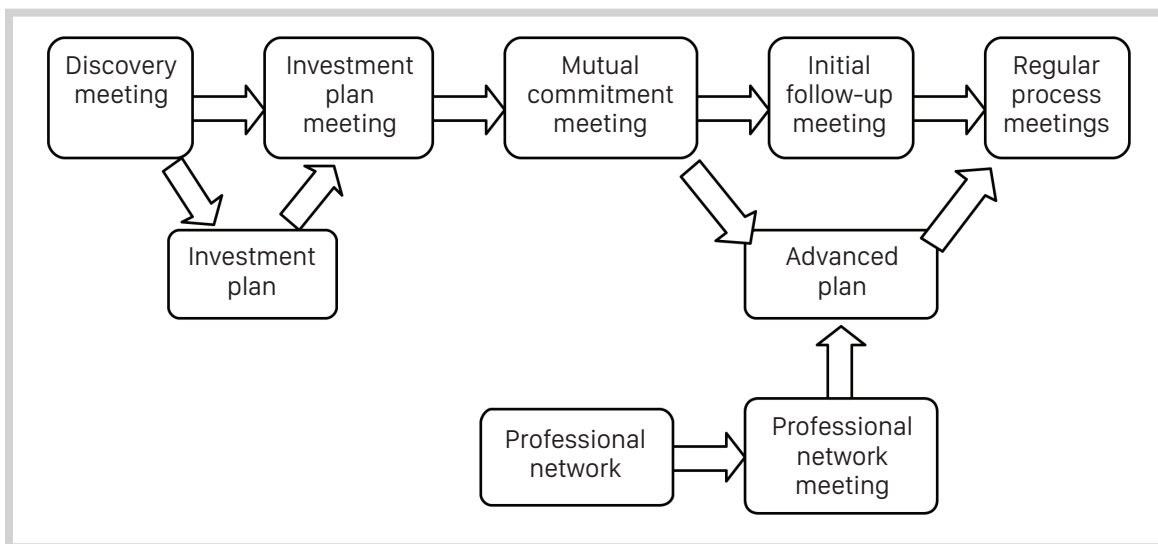 Discovery
meeting
Investment
plan
meeting
Mutual
commitment
meeting
Initial
follow-up
meeting
Regular
process
meetings
Investment
plan
Advanced
plan
Professional
network
Professional
network
meeting